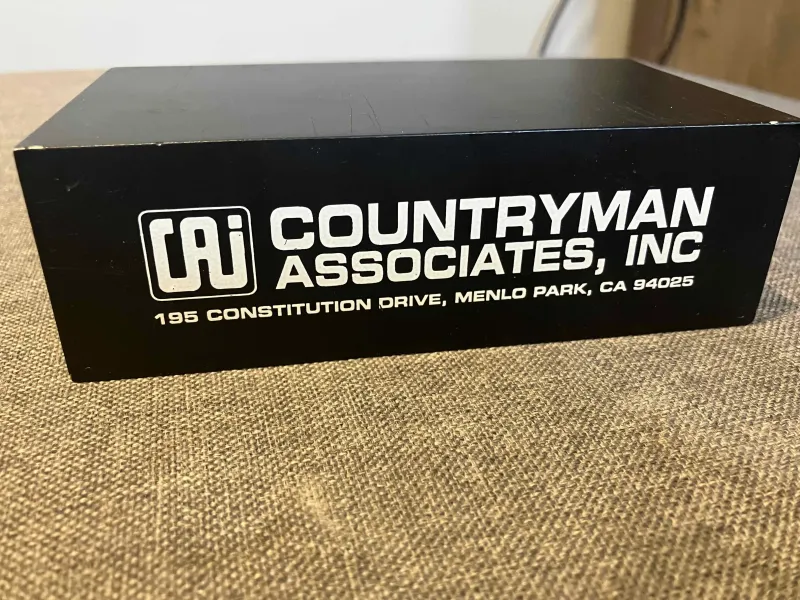 CAi
COUNTRYMAN
ASSOCIATES, INC
195 CONSTITUTION DRIVE, MENLO PARK, CA 94025